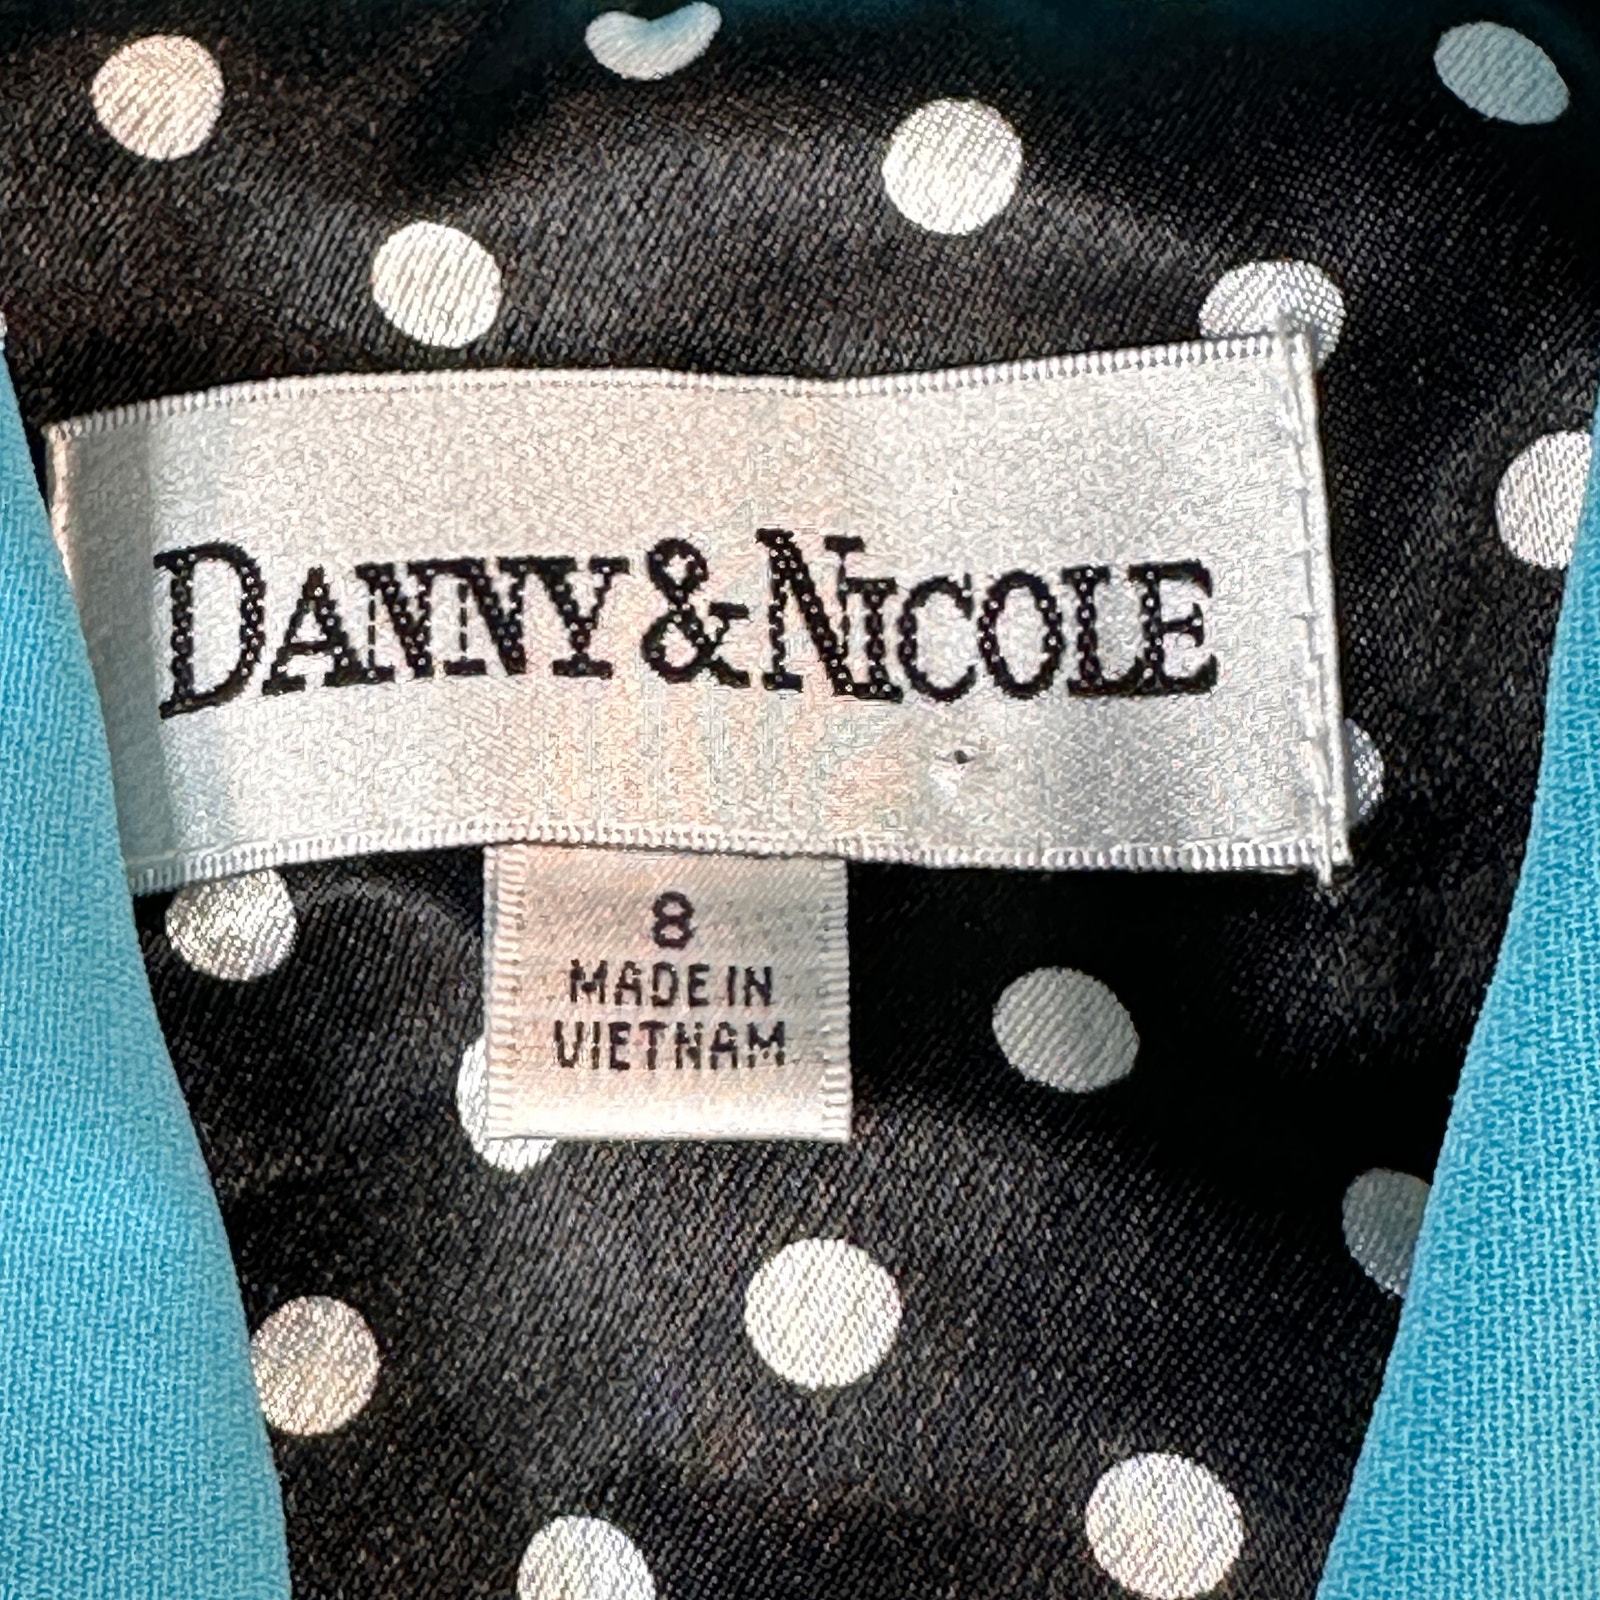 DANNY & NICOLE
8
MADE IN
VIETNAM